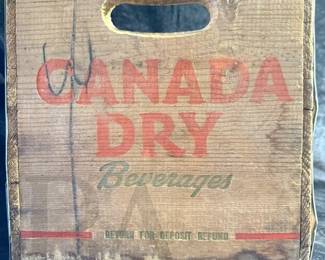 CANADA
DRY
Beverages
RETURN FOR DEPOSIT REFUND